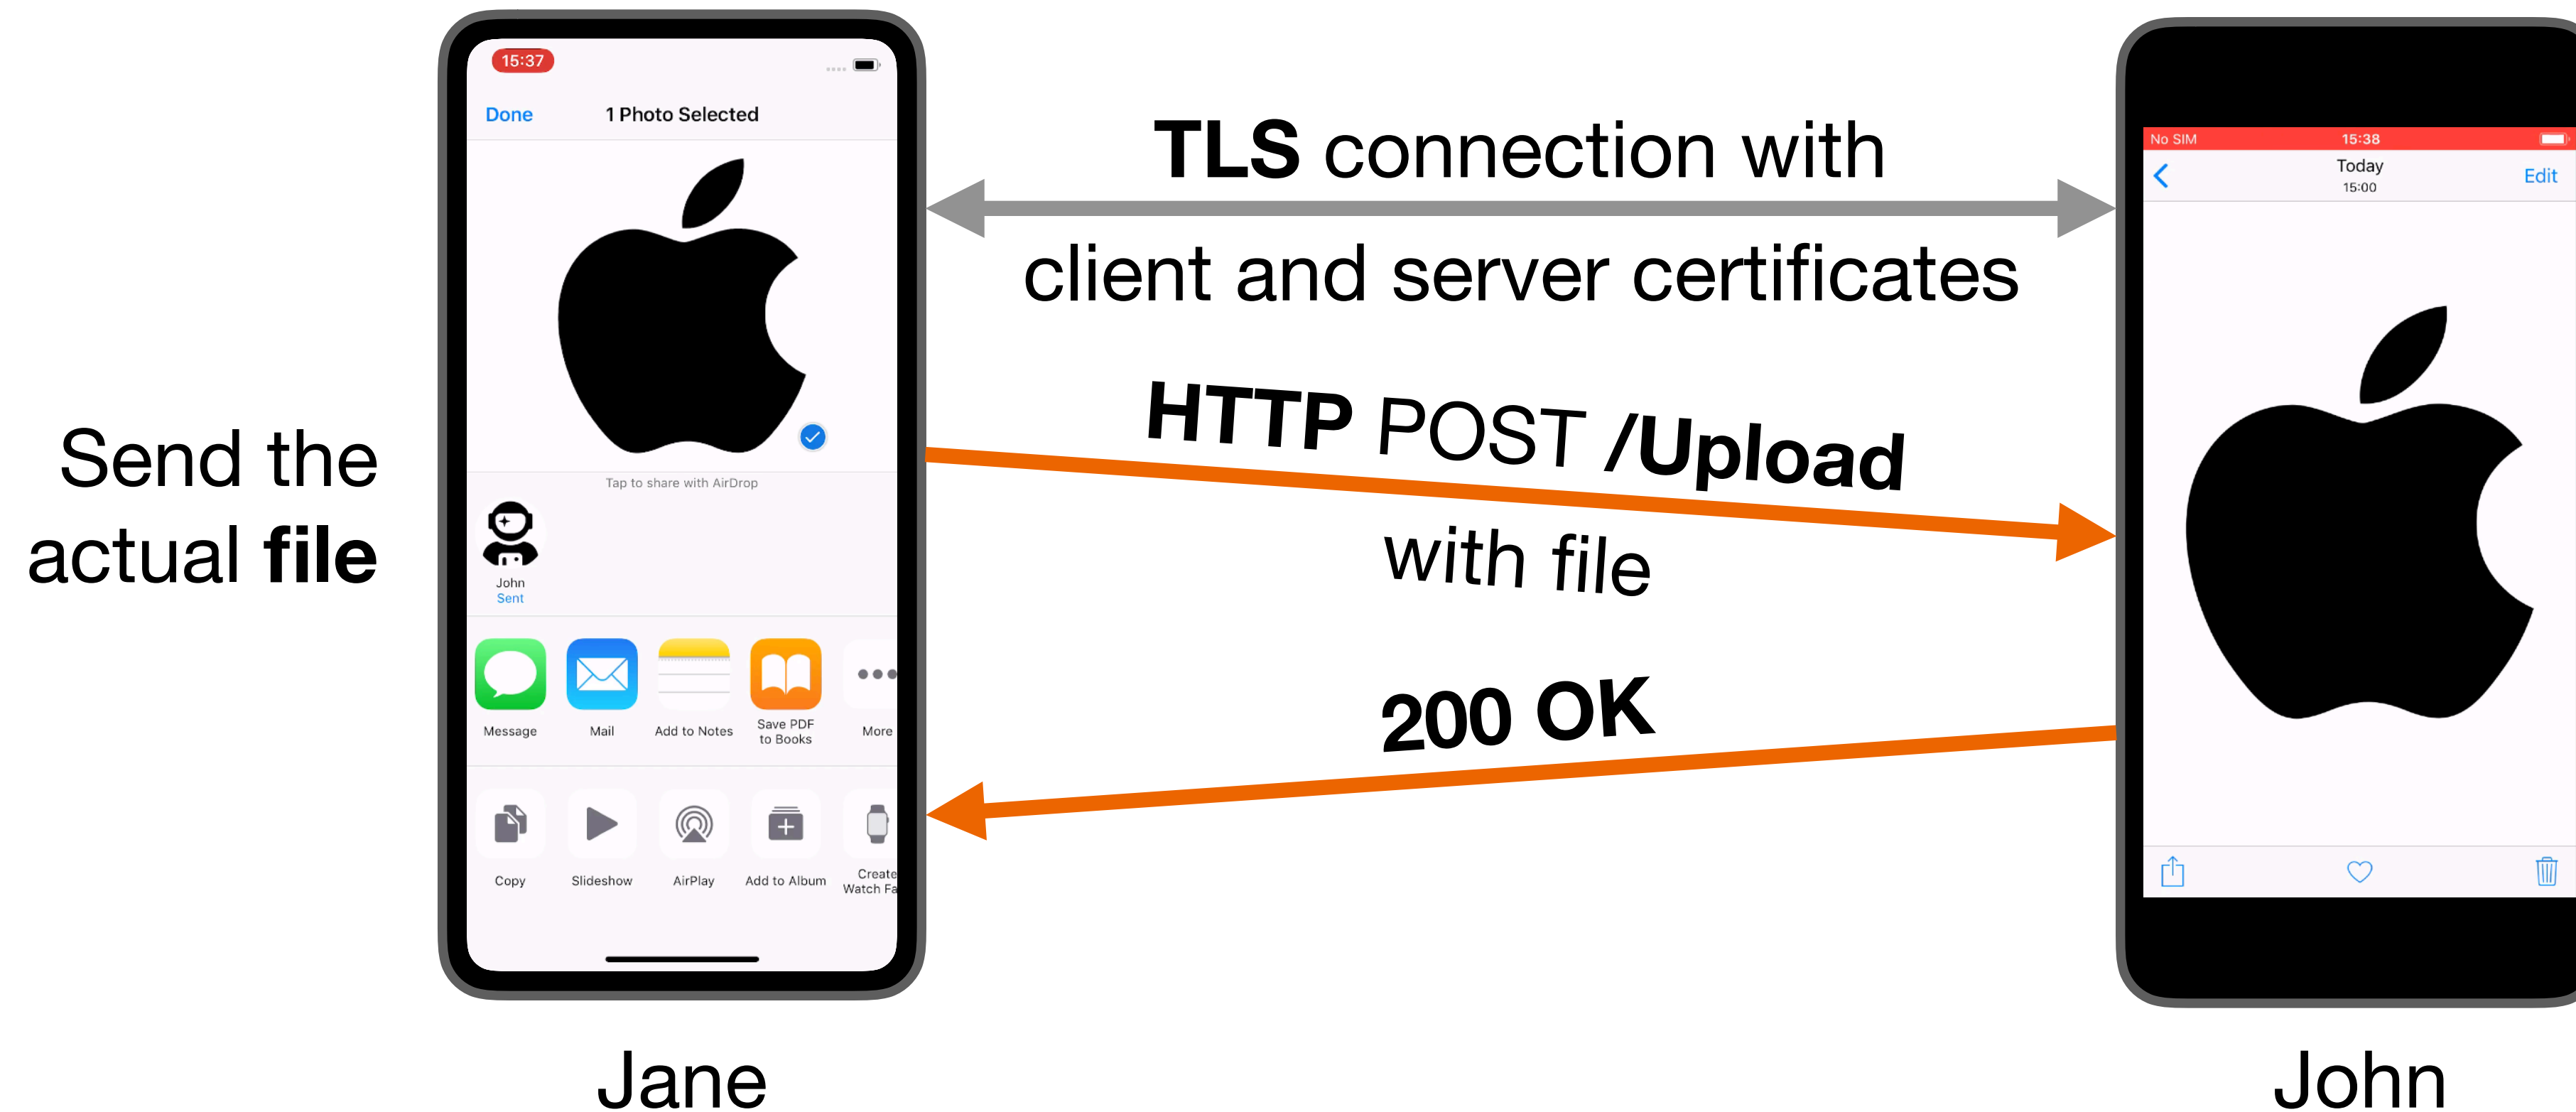 Send the
actual file
15:37
Done
1 Photo Selected
Tap to share with AirDrop
John
Sent
Message
Mail
Add to Notes
Save PDF
to Books
More
Copy
Slideshow
AirPlay
Add to Album
Create
Watch Fa
Jane
TLS connection with
client and server certificates
HTTP POST /Upload
with file
200 OK
No SIM
15:38
Today
15:00
Edit
John